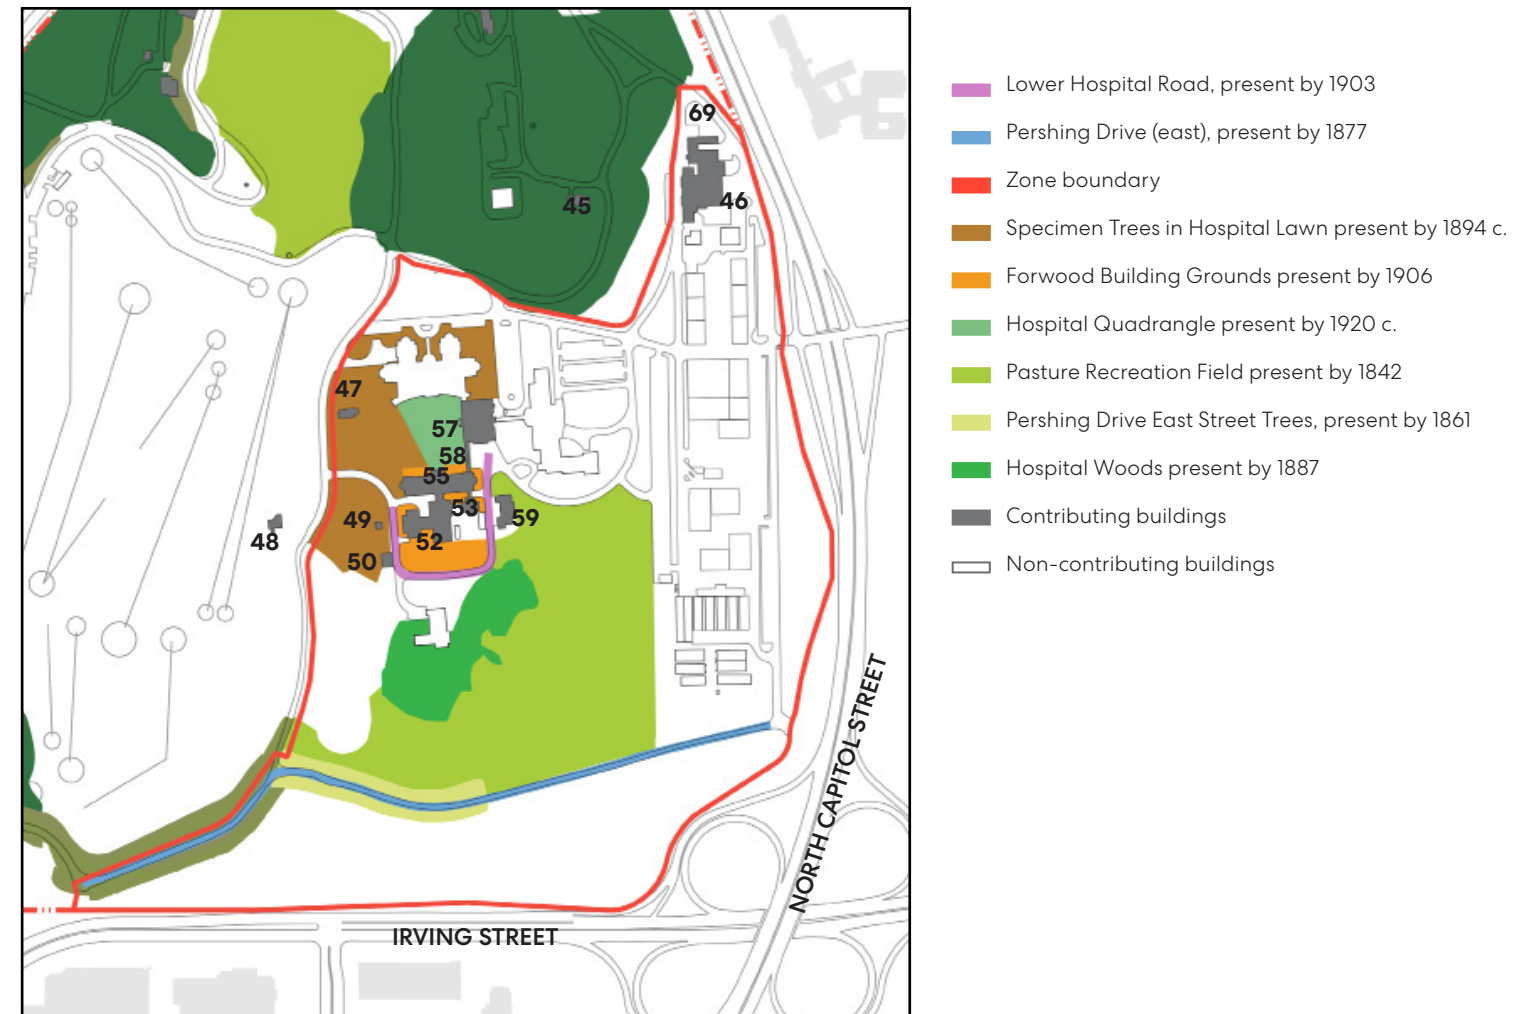 69
46
45
47
57
58
55
53
59
49
52
48
50
NORTH CAPITOL STREET
IRVING STREET
Lower Hospital Road, present by 1903
Pershing Drive (east), present by 1877
Zone boundary
Specimen Trees in Hospital Lawn present by 1894 c.
Forwood Building Grounds present by 1906
Hospital Quadrangle present by 1920 c.
Pasture Recreation Field present by 1842
Pershing Drive East Street Trees, present by 1861
Hospital Woods present by 1887
Contributing buildings
Non-contributing buildings